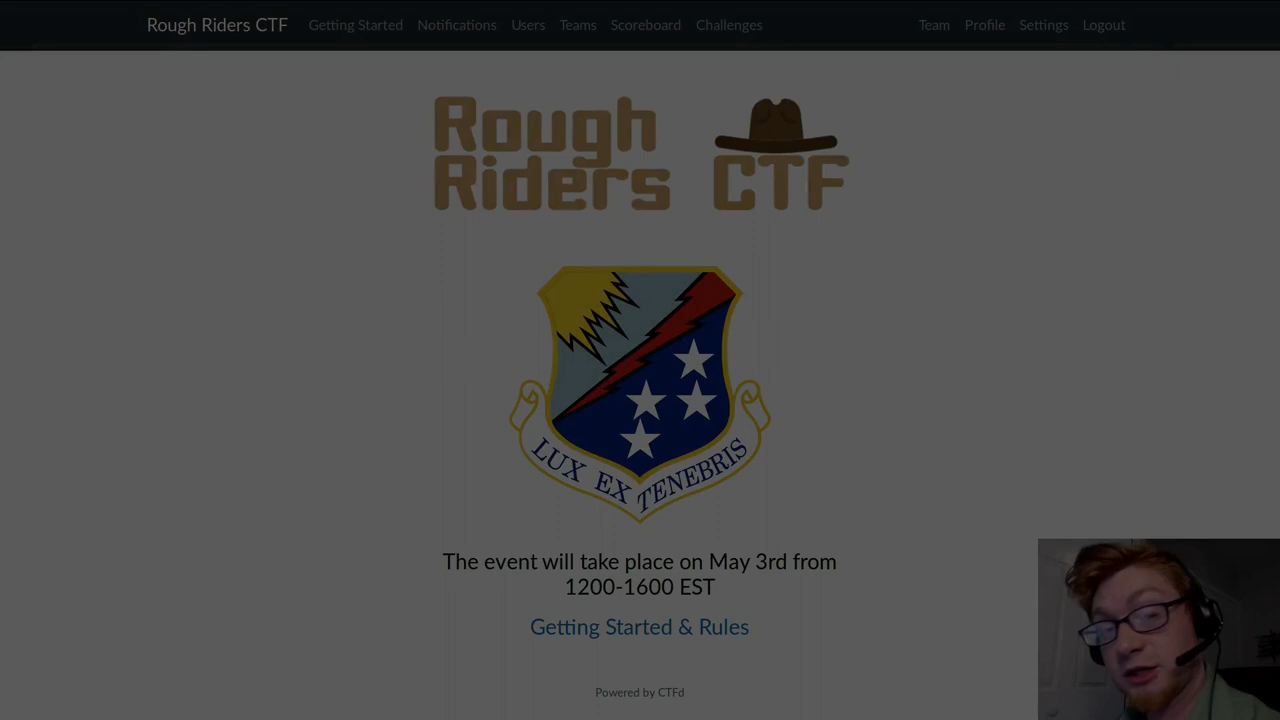 Rough Riders CTF Getting Started Notifications Users Teams Scoreboard Challenges Team Profile Settings Logout
Rough
Riders CTF
LUX EX TENEBRIS
The event will take place on May 3rd from
1200-1600 EST
Getting Started & Rules
Powered by CTFd